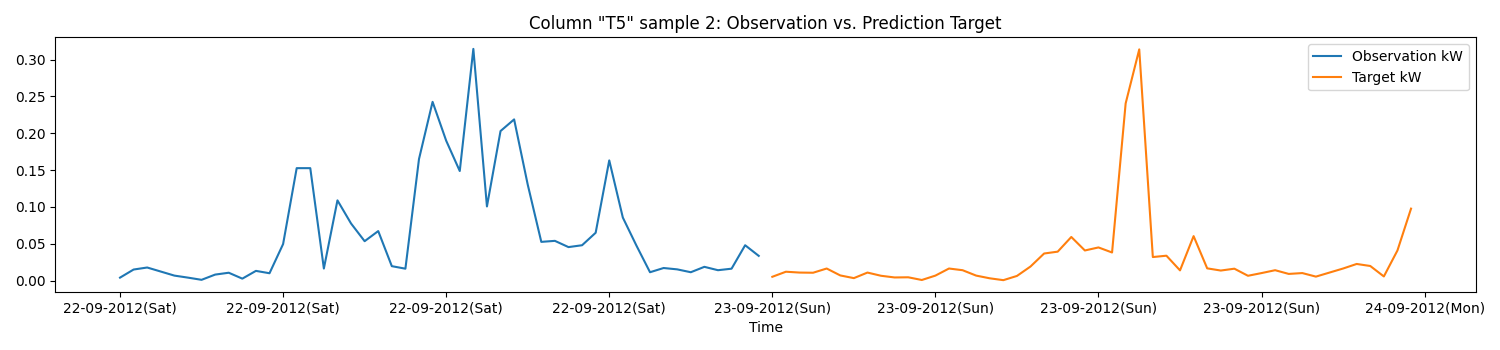 Column "T5" sample 2: Observation vs. Prediction Target
Observation kW
Target kW
0.30
0.25
0.20
0.15
0.10
0.05
0.00
22-09-2012(Sat) 22-09-2012(Sat) 22-09-2012(Sat) 22-09-2012(Sat) 23-09-2012(Sun) 23-09-2012(Sun) 23-09-2012(Sun) 23-09-2012(Sun) 24-09-2012(Mon)
Time